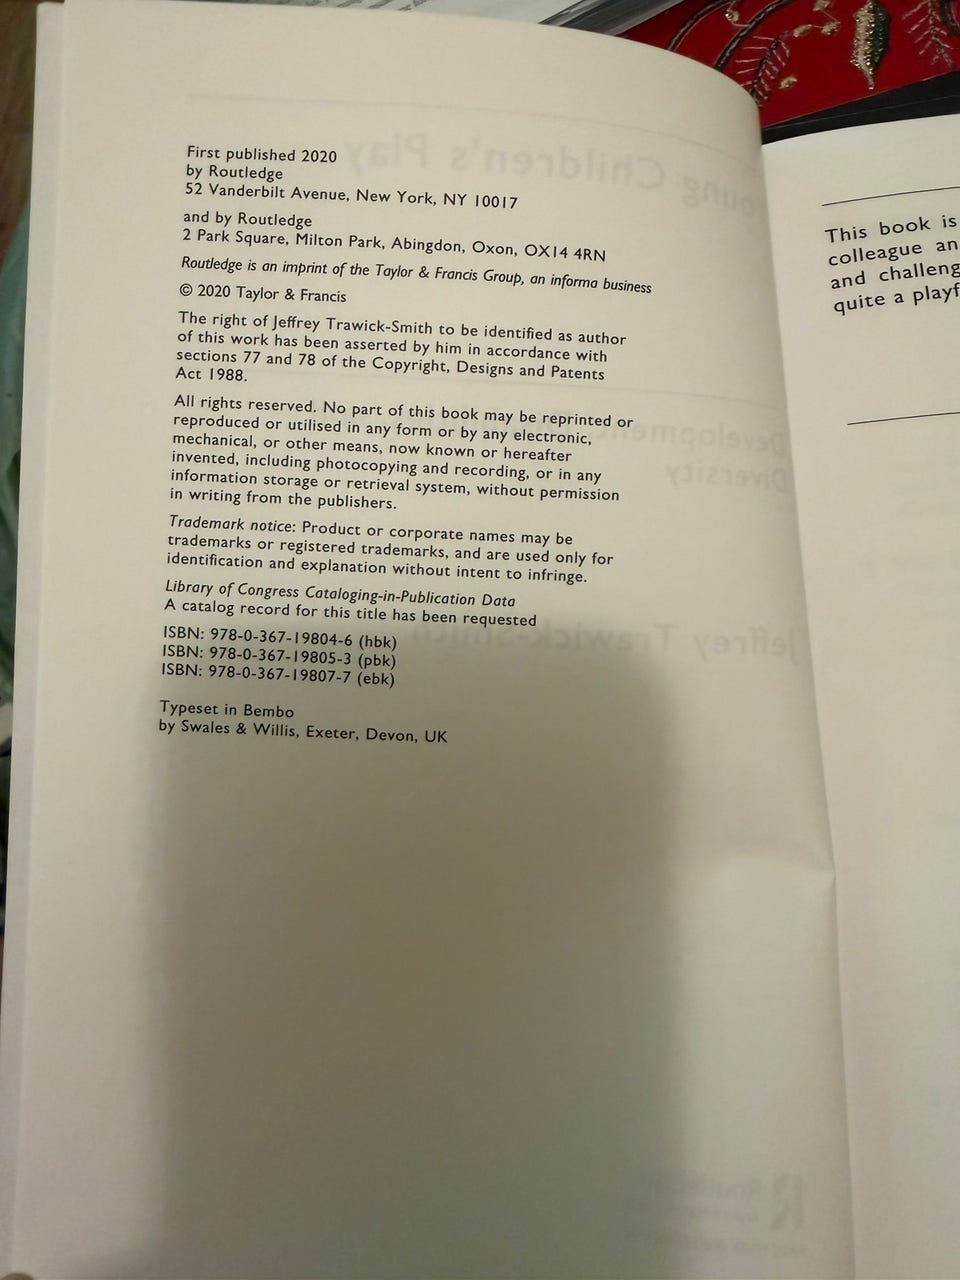 First published 2020
by Routledge
52 Vanderbilt Avenue, New York, NY 10017
and by Routledge
2 Park Square, Milton Park, Abingdon, Oxon, OX14 4RN
Routledge is an imprint of the Taylor & Francis Group, an informa business
© 2020 Taylor & Francis
The right of Jeffrey Trawick-Smith to be identified as author
of this work has been asserted by him in accordance with
sections 77 and 78 of the Copyright, Designs and Patents
Act 1988.
All rights reserved. No part of this book may be reprinted or
reproduced or utilised in any form or by any electronic,
mechanical, or other means, now known or hereafter
invented, including photocopying and recording, or in any
information storage or retrieval system, without permission
in writing from the publishers.
Trademark notice: Product or corporate names may be
trademarks or registered trademarks, and are used only for
identification and explanation without intent to infringe.
Library of Congress Cataloging-in-Publication Data
A catalog record for this title has been requested
ISBN: 978-0-367-19804-6 (hbk)
ISBN: 978-0-367-19805-3 (pbk)
ISBN: 978-0-367-19807-7 (ebk)
Typeset in Bembo
by Swales & Willis, Exeter, Devon, UK
This book is
colleague an
and challeng
quite a playf